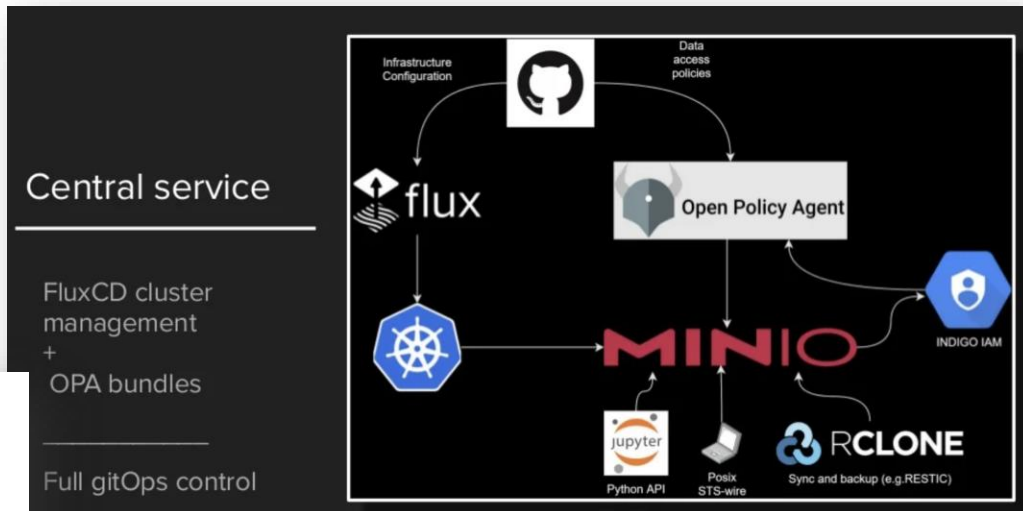 Central service
FluxCD cluster
management
+
OPA bundles
Full gitOps control
Infrastructure
Configuration
Data
access
policies
flux
Open Policy Agent
INDIGO IAM
MINIO
jupyter
Python API
Posix
STS-wire
RCLONE
Sync and backup (e.g.RESTIC)